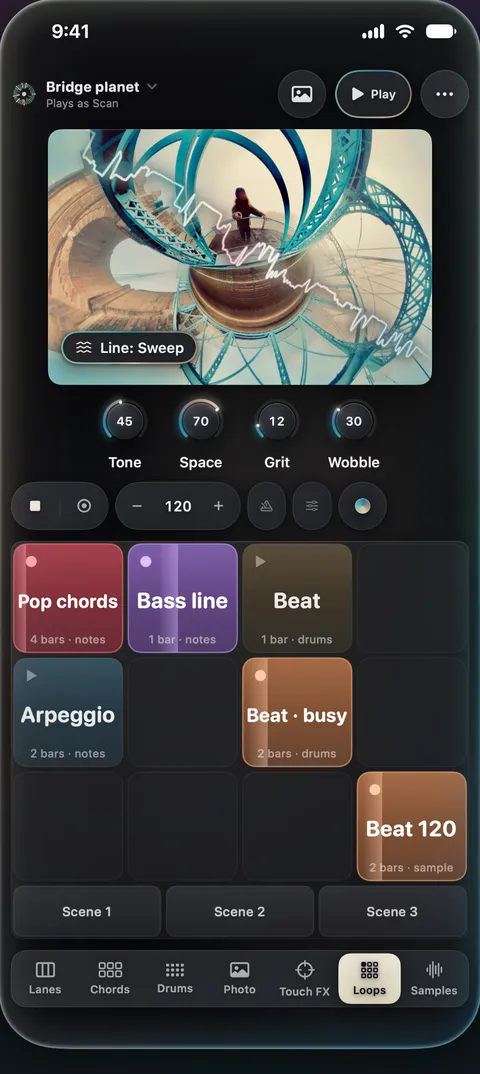 9:41
Bridge planet
Plays as Scan
Play
Line: Sweep
45
70
12
30
Tone
Space
Grit
Wobble
− 120 +
Pop chords
4 bars · notes
Bass line
1 bar · notes
Beat
1 bar · drums
Arpeggio
2 bars · notes
Beat · busy
2 bars · drums
Beat 120
2 bars · sample
Scene 1
Scene 2
Scene 3
Lanes
Chords
Drums
Photo
Touch FX
Loops
Samples